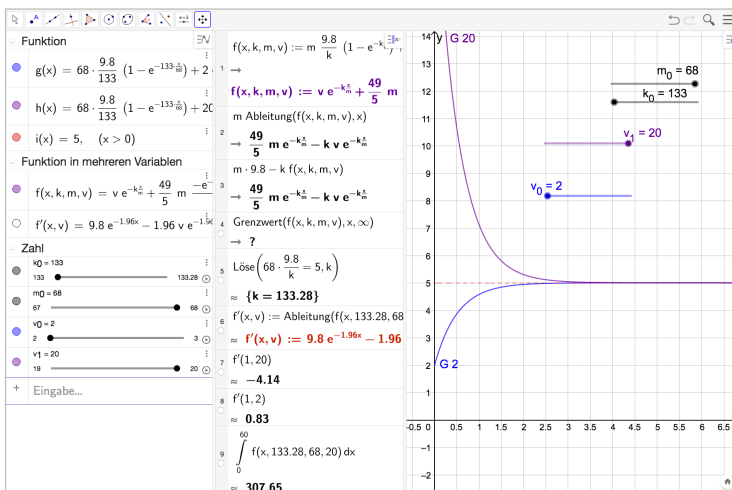 Funktion
g(x) = 68 · 9.8/133 (1 − e^(−133·x/68)) + 2
h(x) = 68 · 9.8/133 (1 − e^(−133·x/68)) + 20
i(x) = 5, (x > 0)
Funktion in mehreren Variablen
f(x, k, m, v) = v e^(−k x/m) + 49/5 m
f′(x, v) = 9.8 e^(−1.96x) − 1.96 v e^(−1.96
Zahl
k0 = 133
133 133.28
m0 = 68
67 68
v0 = 2
2 3
v1 = 20
19 20
+ Eingabe...
1
f(x, k, m, v) := m 9.8/k (1 − e^(−k
→
f(x, k, m, v) := v e^(−k x/m) + 49/5 m
2
m Ableitung(f(x, k, m, v), x)
→ 49/5 m e^(−k x/m) − k v e^(−k x/m)
3
m · 9.8 − k f(x, k, m, v)
→ 49/5 m e^(−k x/m) − k v e^(−k x/m)
4
Grenzwert(f(x, k, m, v), x, ∞)
→ ?
5
Löse(68 · 9.8/k = 5, k)
≈ {k = 133.28}
6
f′(x, v) := Ableitung(f(x, 133.28, 68
≈ f′(x, v) := 9.8 e^(−1.96x) − 1.96
7
f′(1, 20)
≈ −4.14
8
f′(1, 2)
≈ 0.83
9
∫₀⁶⁰ f(x, 133.28, 68, 20) dx
≈ 307.65
y
G 20
m₀ = 68
k₀ = 133
v₁ = 20
v₀ = 2
G 2
14
13
12
11
10
9
8
7
6
5
4
3
2
1
−1
−2
-0.5 0 0.5 1 1.5 2 2.5 3 3.5 4 4.5 5 5.5 6 6.5